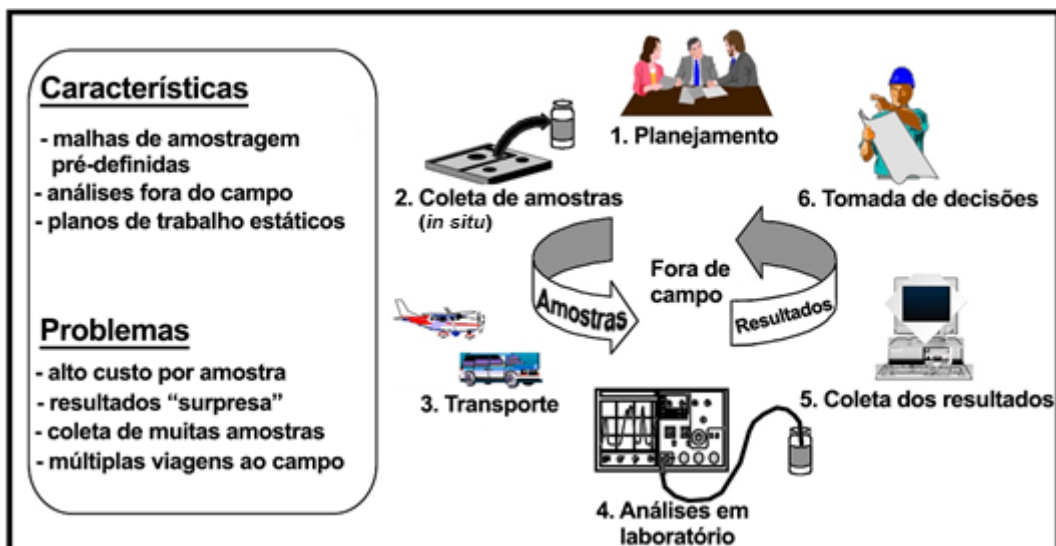 Características
- malhas de amostragem
pré-definidas
- análises fora do campo
- planos de trabalho estáticos
Problemas
- alto custo por amostra
- resultados “surpresa”
- coleta de muitas amostras
- múltiplas viagens ao campo
1. Planejamento
2. Coleta de amostras
(in situ)
3. Transporte
4. Análises em
laboratório
5. Coleta dos resultados
6. Tomada de decisões
Fora de
campo
Amostras
Resultados